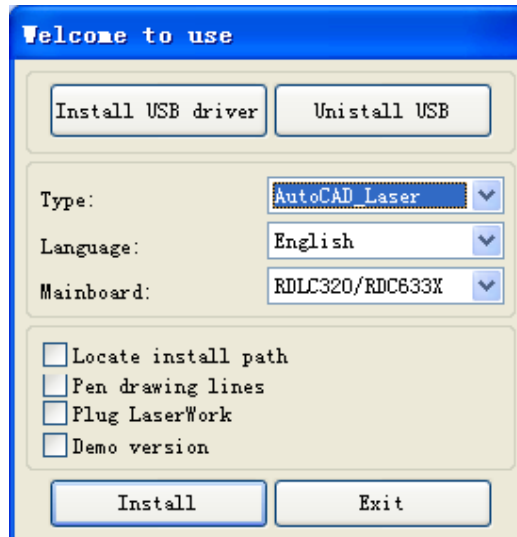 Welcome to use
Install USB driver Unistall USB
Type: AutoCAD_Laser
Language: English
Mainboard: RDLC320/RDC633X
Locate install path
Pen drawing lines
Plug LaserWork
Demo version
Install Exit